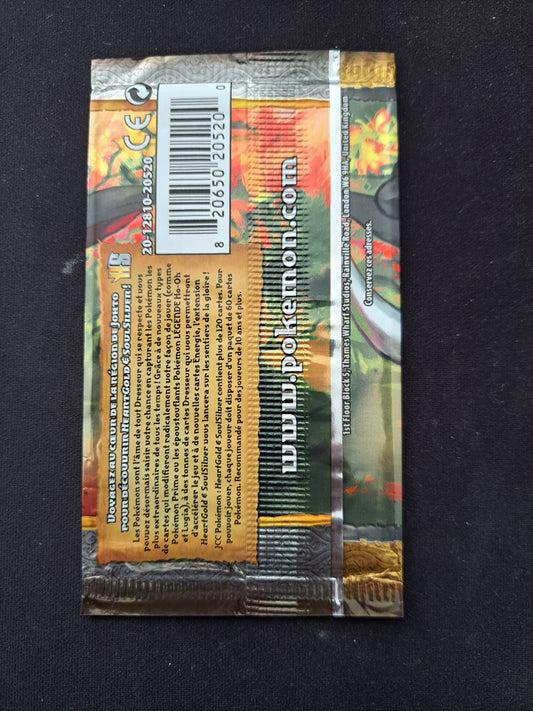 VOYAGEZ AU CŒUR DE LA RÉGION DE JOHTO
POUR DÉCOUVRIR HEARTGOLD & SOULSILVER!
Les Pokémon sont l'âme de tout Dresseur qui se respecte et vous
pouvez désormais saisir votre chance en capturant les Pokémon les
plus extraordinaires de tous les temps! Grâce à de nouveaux types
de cartes qui modifieront radicalement votre façon de jouer (comme
Pokémon Prime ou les époustouflants Pokémon LÉGENDE Ho-Oh
et Lugia), à des tonnes de cartes Dresseur qui vous permettront
d'accélérer le jeu et à de nouvelles cartes Énergie, l'extension
HeartGold & SoulSilver vous lancera sur les sentiers de la gloire!
JCC Pokémon : HeartGold & SoulSilver contient plus de 120 cartes. Pour
pouvoir jouer, chaque joueur doit disposer d'un paquet de 60 cartes
Pokémon. Recommandé pour des joueurs de 10 ans et plus.
HS
20-12810-20520
CE
8 20650 20520 0
www.pokemon.com
1st Floor Block 5, Thames Wharf Studios, Rainville Road, London W6 9HA, United Kingdom
Conservez ces adresses.